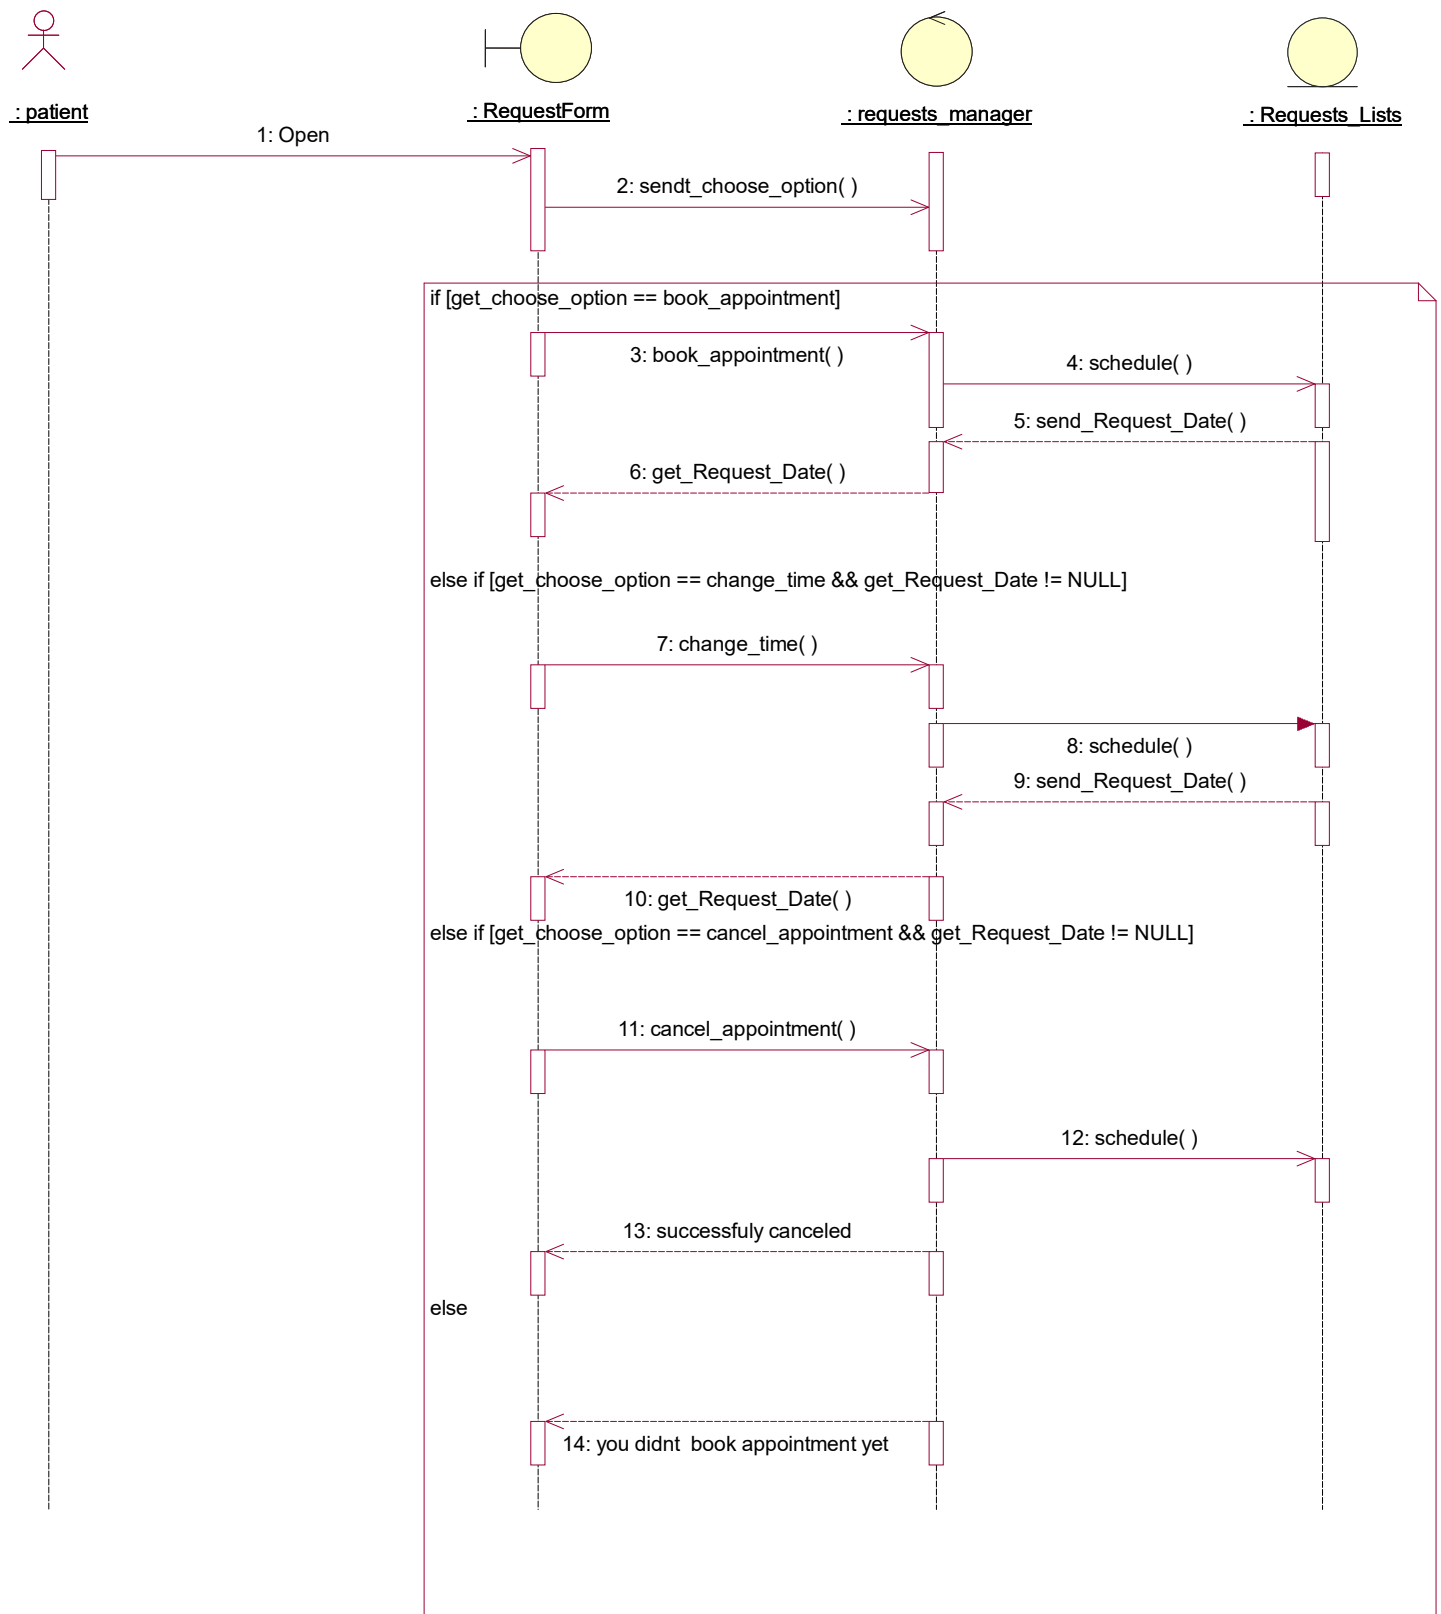 : patient
: RequestForm
: requests_manager
: Requests_Lists
1: Open
2: sendt_choose_option( )
if [get_choose_option == book_appointment]
3: book_appointment( )
4: schedule( )
5: send_Request_Date( )
6: get_Request_Date( )
else if [get_choose_option == change_time && get_Request_Date != NULL]
7: change_time( )
8: schedule( )
9: send_Request_Date( )
10: get_Request_Date( )
else if [get_choose_option == cancel_appointment && get_Request_Date != NULL]
11: cancel_appointment( )
12: schedule( )
13: successfuly canceled
else
14: you didnt  book appointment yet